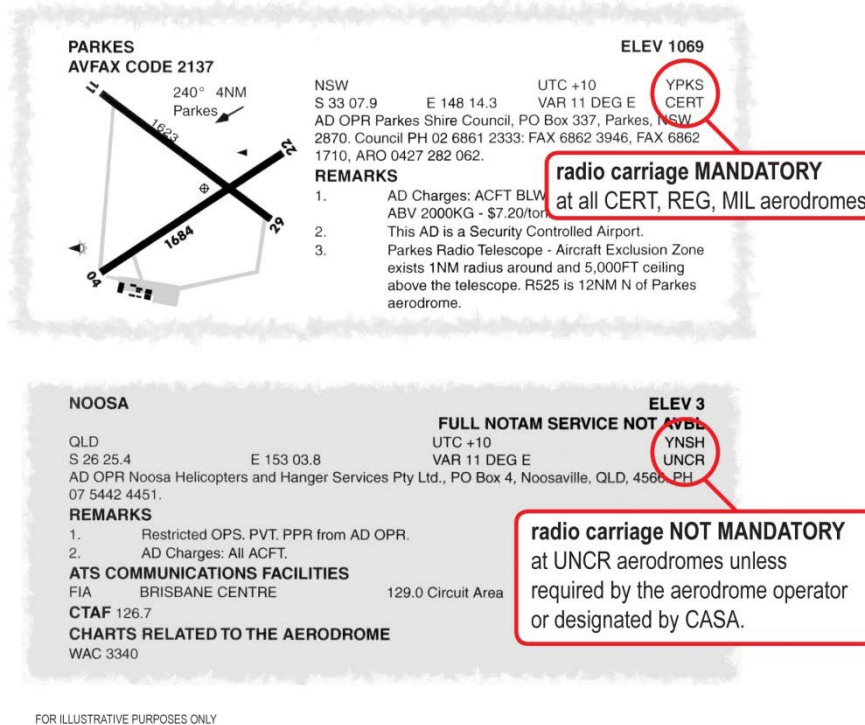 PARKES
ELEV 1069
AVFAX CODE 2137
240° 4NM
Parkes
11
1623
22
1684
29
04
NSW UTC +10 YPKS
S 33 07.9 E 148 14.3 VAR 11 DEG E CERT
AD OPR Parkes Shire Council, PO Box 337, Parkes, NSW
2870. Council PH 02 6861 2333: FAX 6862 3946, FAX 6862
1710, ARO 0427 282 062.
REMARKS
1. AD Charges: ACFT BLW
ABV 2000KG - $7.20/ton
2. This AD is a Security Controlled Airport.
3. Parkes Radio Telescope - Aircraft Exclusion Zone
exists 1NM radius around and 5,000FT ceiling
above the telescope. R525 is 12NM N of Parkes
aerodrome.
radio carriage MANDATORY
at all CERT, REG, MIL aerodromes
NOOSA ELEV 3
FULL NOTAM SERVICE NOT AVBL
QLD UTC +10 YNSH
S 26 25.4 E 153 03.8 VAR 11 DEG E UNCR
AD OPR Noosa Helicopters and Hanger Services Pty Ltd., PO Box 4, Noosaville, QLD, 4566. PH
07 5442 4451.
REMARKS
1. Restricted OPS. PVT. PPR from AD OPR.
2. AD Charges: All ACFT.
ATS COMMUNICATIONS FACILITIES
FIA BRISBANE CENTRE 129.0 Circuit Area
CTAF 126.7
CHARTS RELATED TO THE AERODROME
WAC 3340
radio carriage NOT MANDATORY
at UNCR aerodromes unless
required by the aerodrome operator
or designated by CASA.
FOR ILLUSTRATIVE PURPOSES ONLY